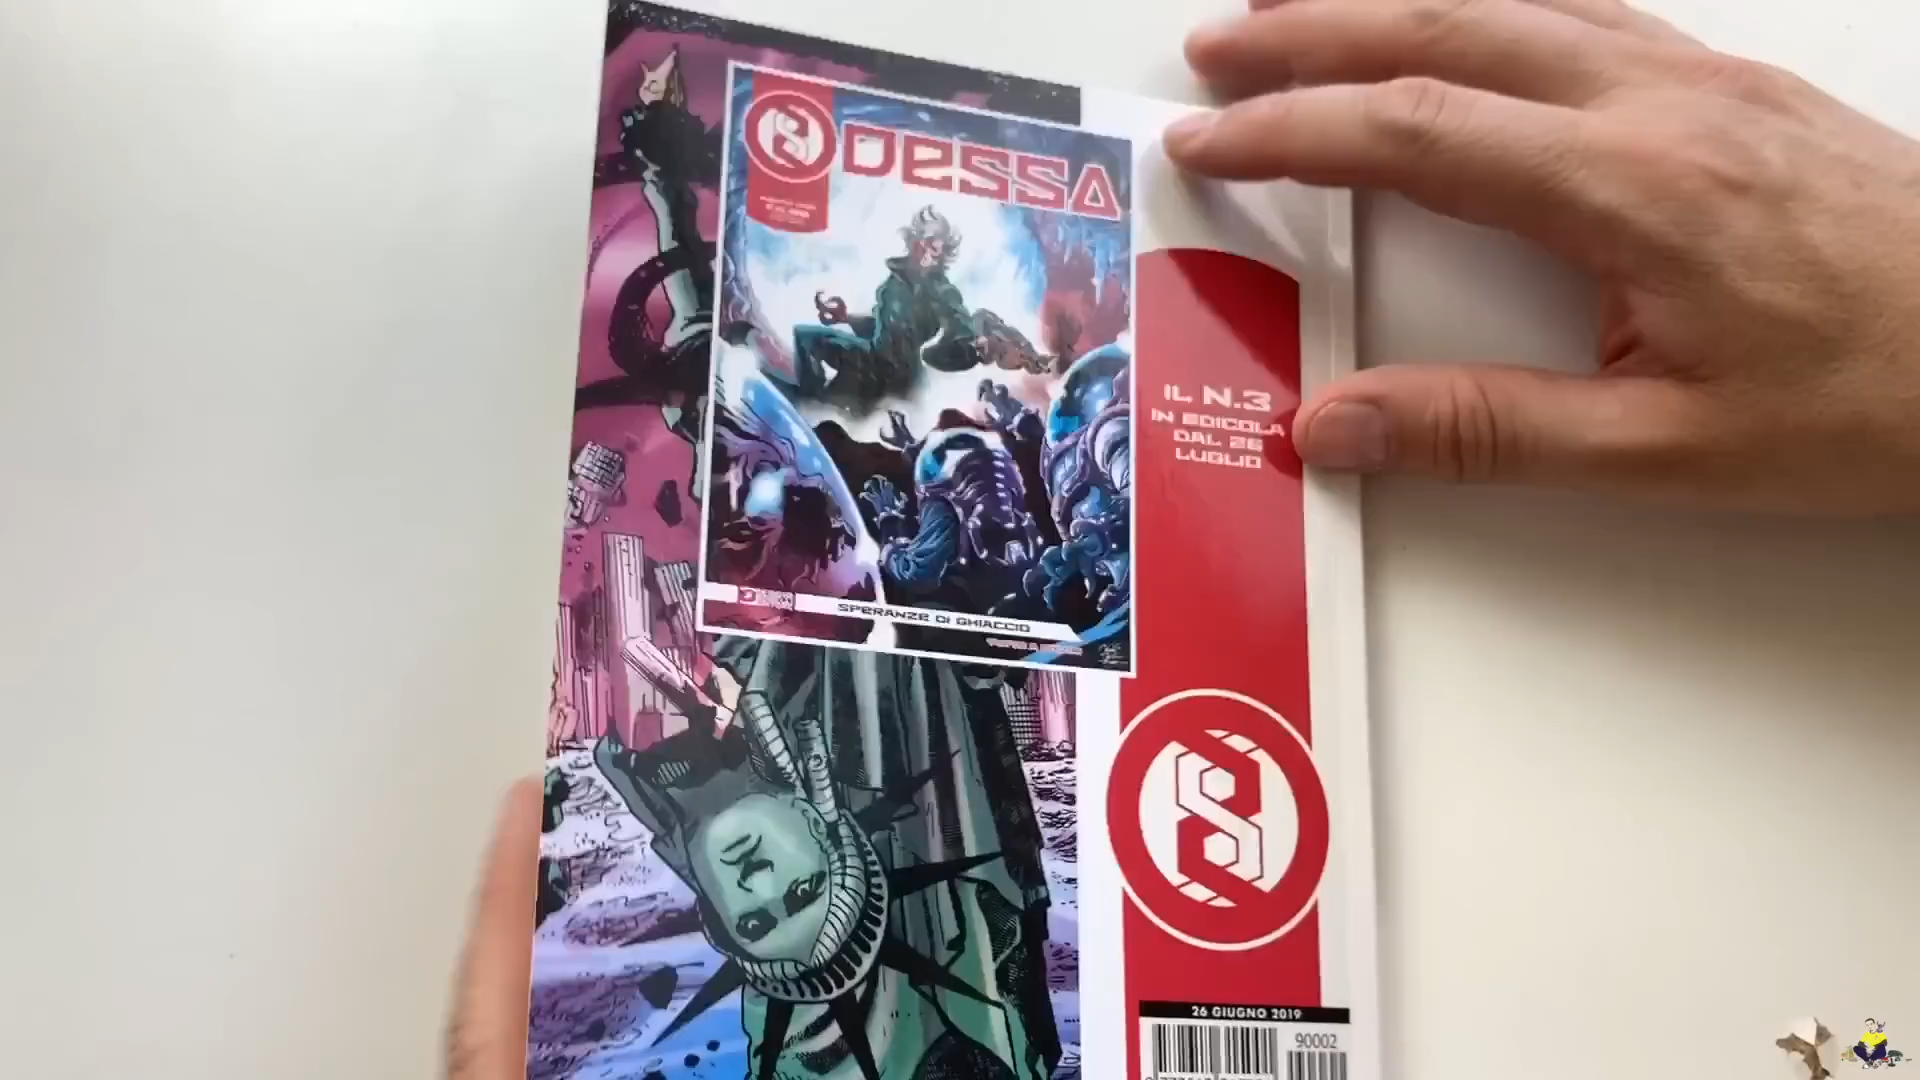 ODESSA
SPERANZE DI GHIACCIO
IL N.3
IN EDICOLA
DAL 26
LUGLIO
26 GIUGNO 2019
90002